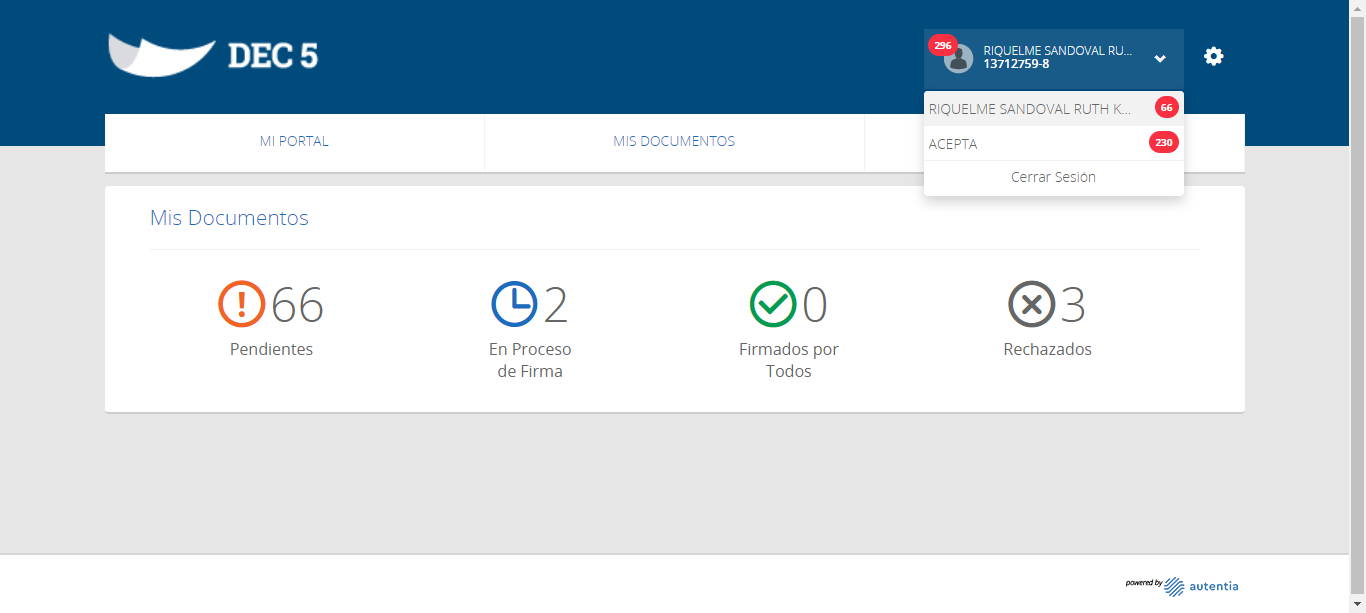 DEC 5
296
RIQUELME SANDOVAL RU...
13712759-8
RIQUELME SANDOVAL RUTH K...
66
ACEPTA
230
Cerrar Sesión
MI PORTAL
MIS DOCUMENTOS
Mis Documentos
66
Pendientes
2
En Proceso
de Firma
0
Firmados por
Todos
3
Rechazados
powered by
autentia